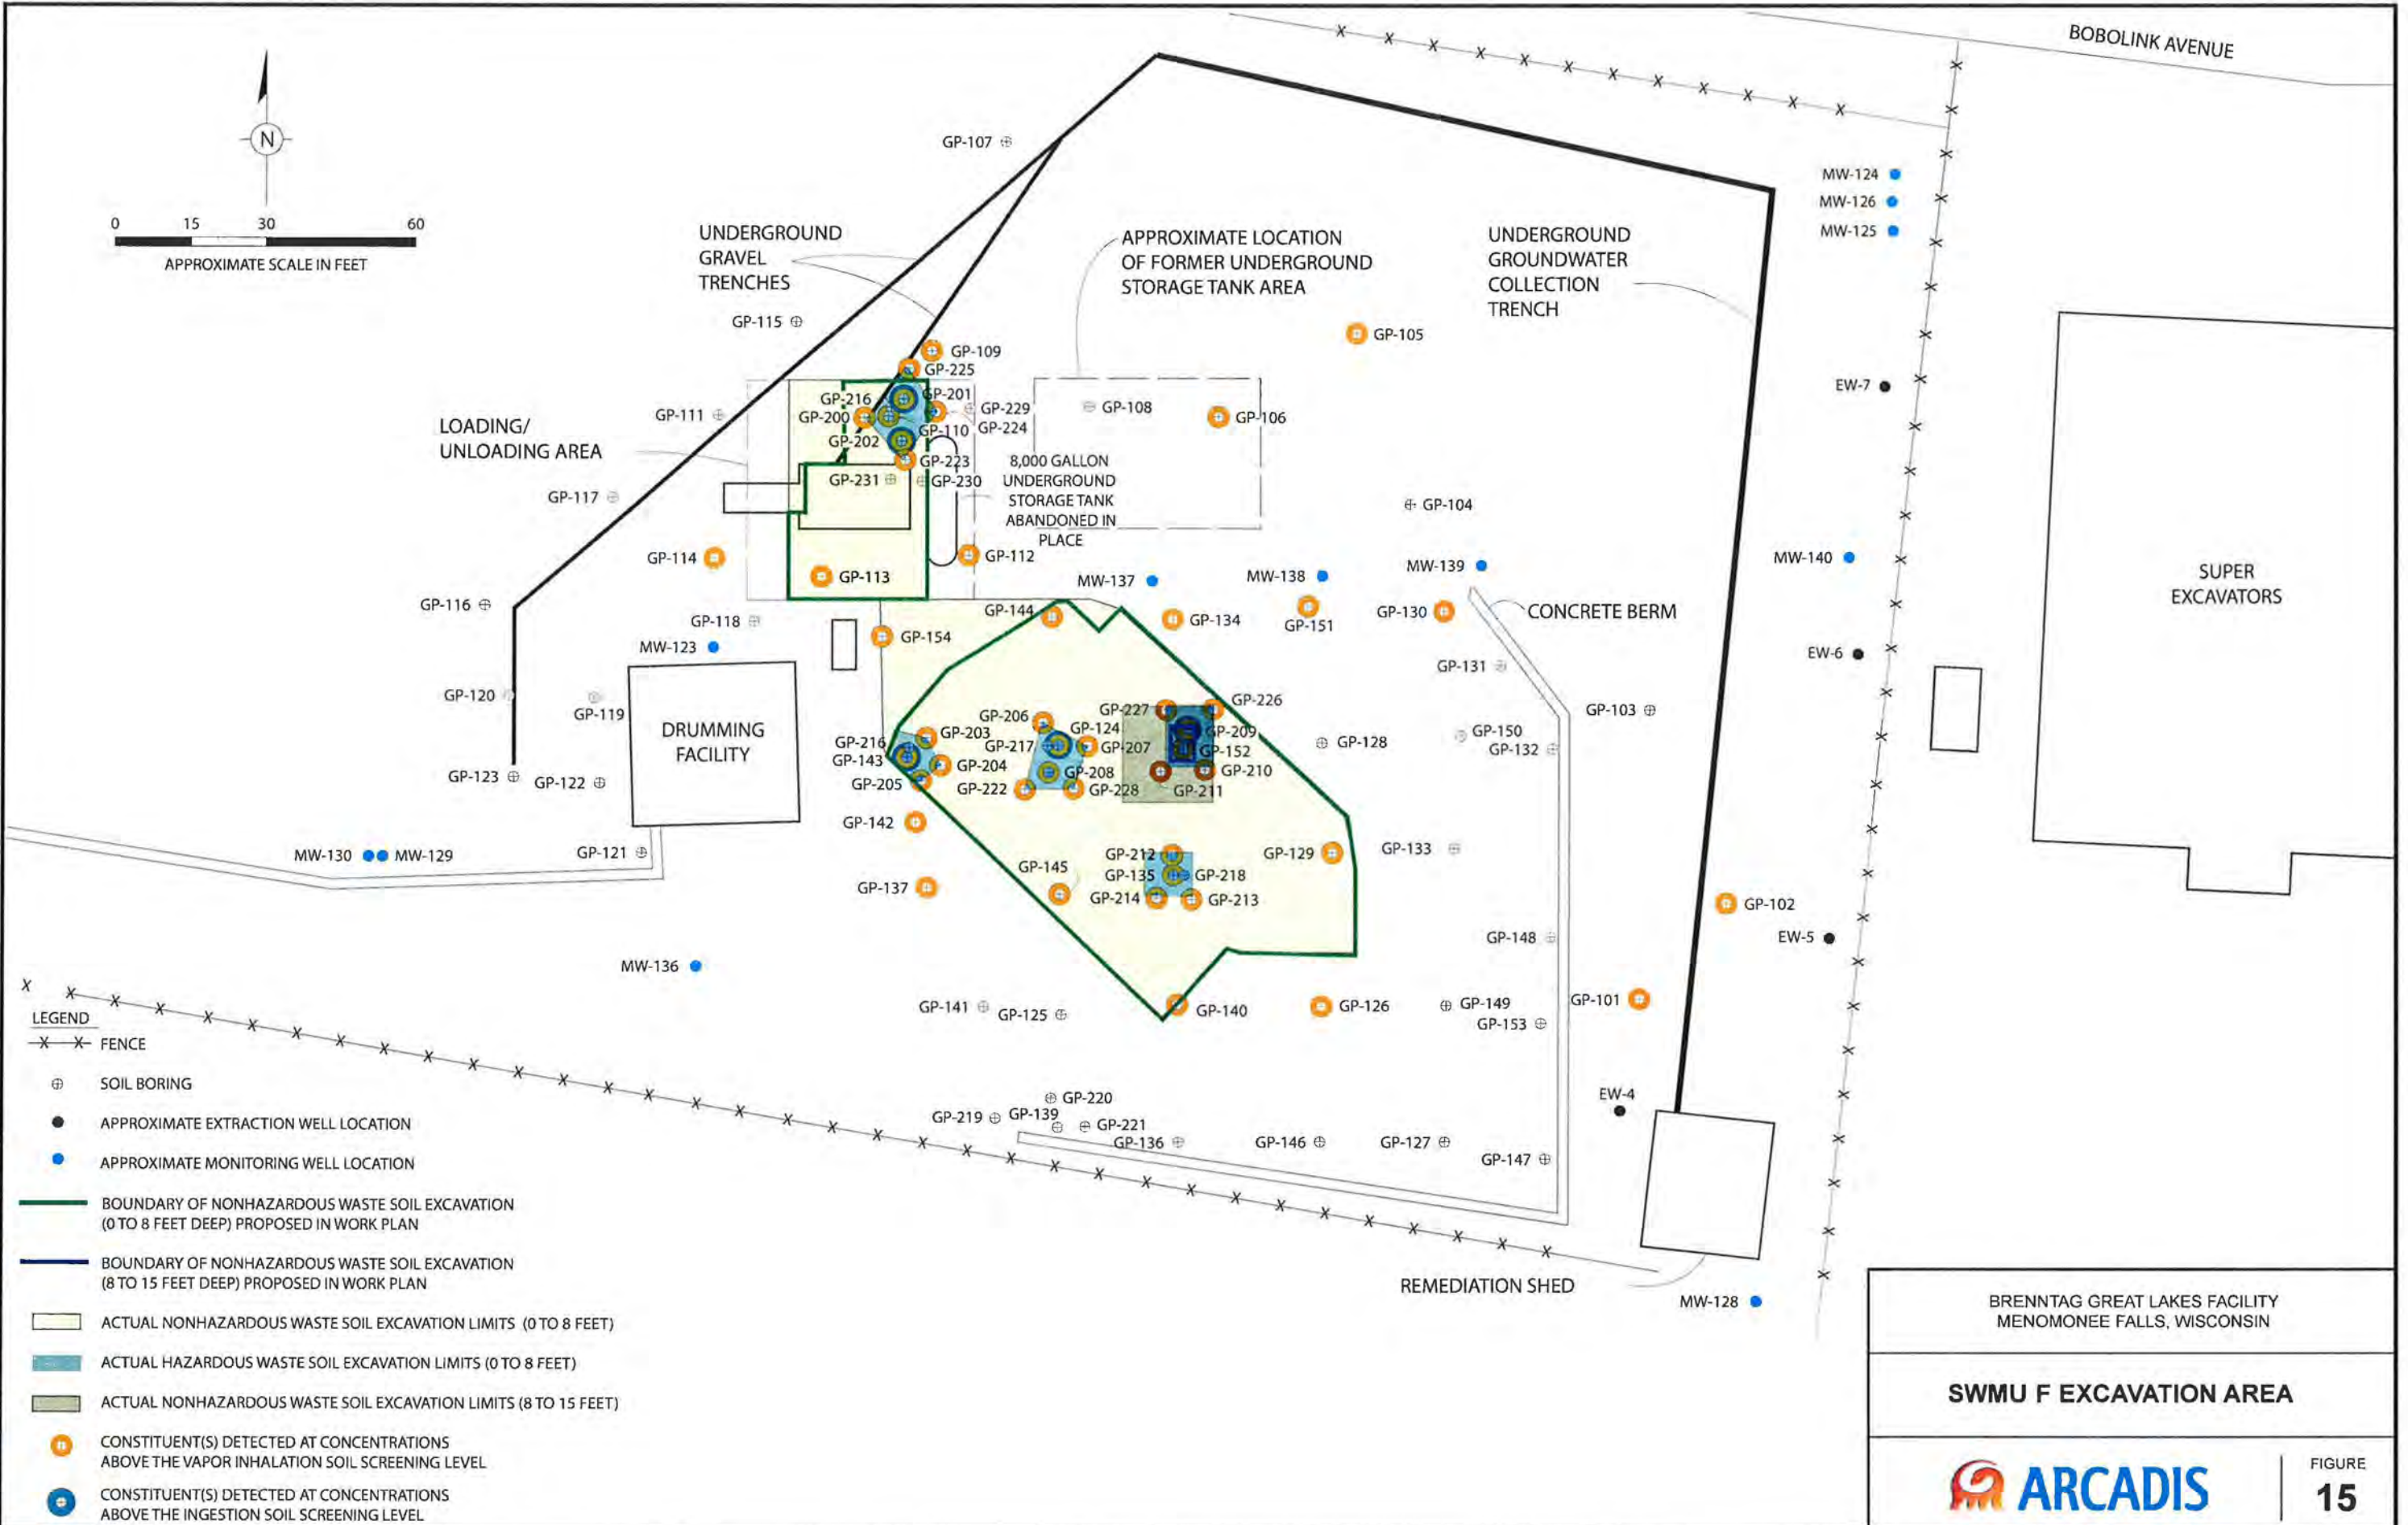 BOBOLINK AVENUE
N
0 15 30 60
APPROXIMATE SCALE IN FEET
GP-107
MW-124
MW-126
MW-125
UNDERGROUND
GRAVEL
TRENCHES
APPROXIMATE LOCATION
OF FORMER UNDERGROUND
STORAGE TANK AREA
UNDERGROUND
GROUNDWATER
COLLECTION
TRENCH
GP-115
GP-105
GP-109
GP-225
EW-7
GP-216
GP-201
GP-200
GP-229
GP-224
GP-108
GP-106
GP-111
GP-202
GP-110
LOADING/
UNLOADING AREA
GP-223
GP-231
GP-230
8,000 GALLON
UNDERGROUND
STORAGE TANK
ABANDONED IN
PLACE
GP-117
GP-104
GP-114
GP-112
GP-113
MW-137
MW-138
MW-139
MW-140
SUPER
EXCAVATORS
GP-116
GP-144
GP-134
GP-151
GP-130
CONCRETE BERM
GP-118
GP-154
MW-123
EW-6
GP-131
GP-120
GP-119
DRUMMING
FACILITY
GP-227
GP-226
GP-103
GP-206
GP-124
GP-209
GP-203
GP-216
GP-217
GP-207
GP-152
GP-128
GP-150
GP-132
GP-143
GP-204
GP-208
GP-210
GP-205
GP-222
GP-228
GP-211
GP-123
GP-122
GP-142
MW-130
MW-129
GP-121
GP-212
GP-129
GP-133
GP-145
GP-135
GP-218
GP-137
GP-214
GP-213
GP-102
GP-148
EW-5
MW-136
GP-141
GP-125
GP-140
GP-126
GP-149
GP-153
GP-101
EW-4
GP-220
GP-219
GP-139
GP-221
GP-136
GP-146
GP-127
GP-147
REMEDIATION SHED
MW-128
LEGEND
X X FENCE
SOIL BORING
APPROXIMATE EXTRACTION WELL LOCATION
APPROXIMATE MONITORING WELL LOCATION
BOUNDARY OF NONHAZARDOUS WASTE SOIL EXCAVATION
(0 TO 8 FEET DEEP) PROPOSED IN WORK PLAN
BOUNDARY OF NONHAZARDOUS WASTE SOIL EXCAVATION
(8 TO 15 FEET DEEP) PROPOSED IN WORK PLAN
ACTUAL NONHAZARDOUS WASTE SOIL EXCAVATION LIMITS (0 TO 8 FEET)
ACTUAL HAZARDOUS WASTE SOIL EXCAVATION LIMITS (0 TO 8 FEET)
ACTUAL NONHAZARDOUS WASTE SOIL EXCAVATION LIMITS (8 TO 15 FEET)
CONSTITUENT(S) DETECTED AT CONCENTRATIONS
ABOVE THE VAPOR INHALATION SOIL SCREENING LEVEL
CONSTITUENT(S) DETECTED AT CONCENTRATIONS
ABOVE THE INGESTION SOIL SCREENING LEVEL
BRENNTAG GREAT LAKES FACILITY
MENOMONEE FALLS, WISCONSIN
SWMU F EXCAVATION AREA
ARCADIS
FIGURE
15